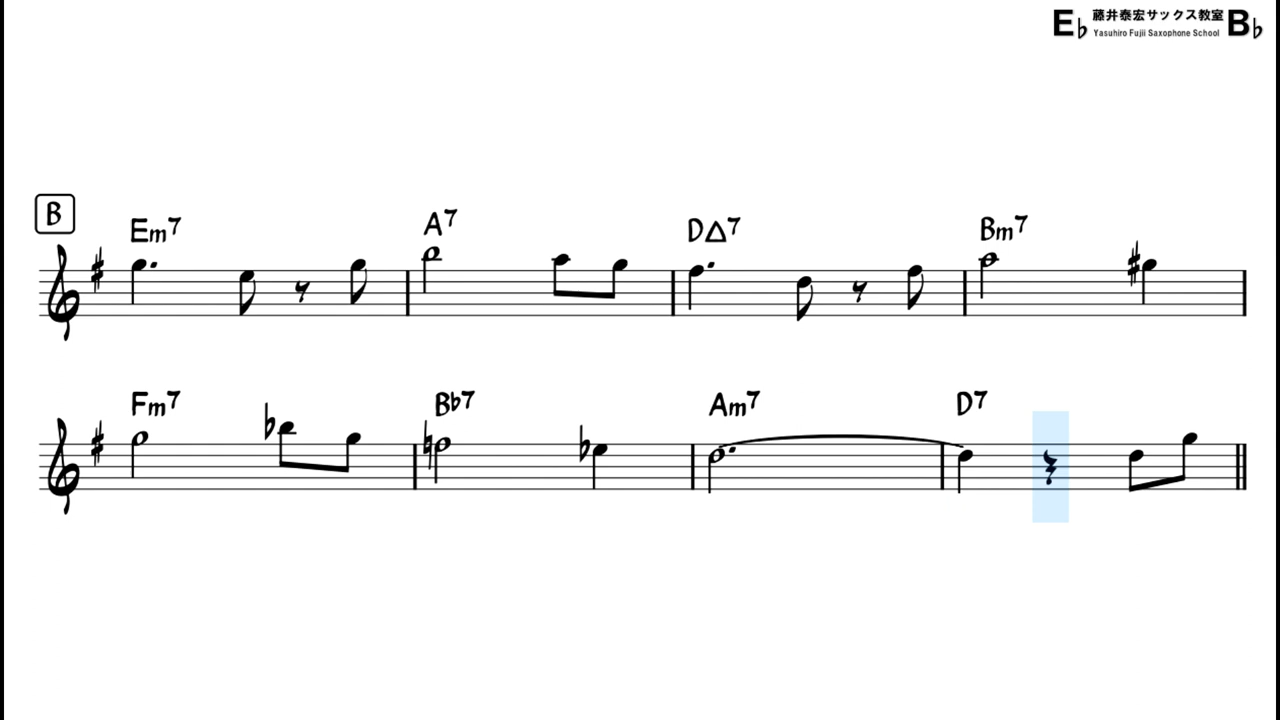 E♭ 藤井泰宏サックス教室 B♭
Yasuhiro Fujii Saxophone School
B
Em7 A7 D△7 Bm7
Fm7 B♭7 Am7 D7